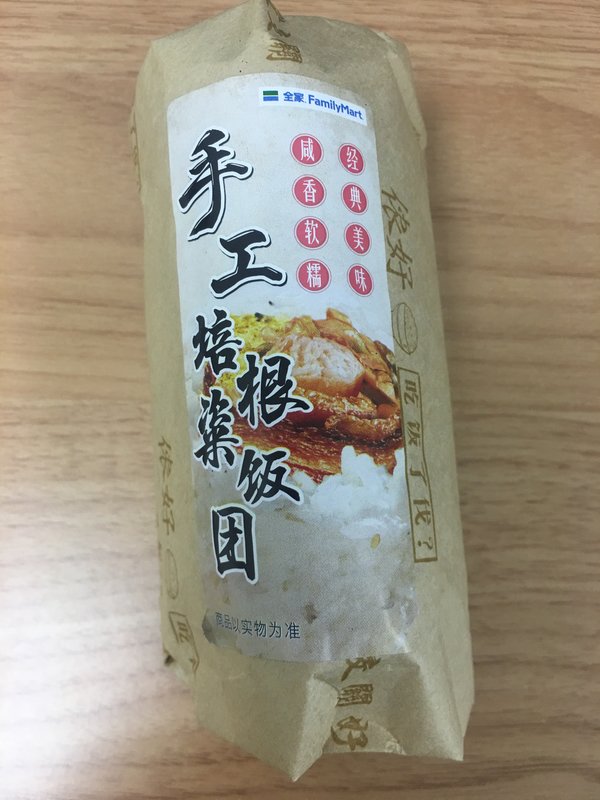 全家 FamilyMart
经典美味
咸香软糯
手工培根粢饭团
商品以实物为准
侬好
吃饭了伐?
侬好